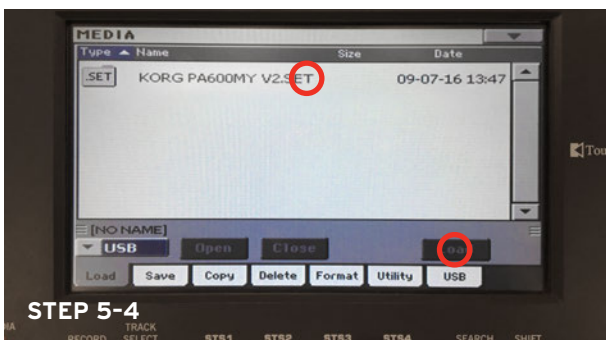 MEDIA
Type Name Size Date
.SET KORG PA600MY V2.SET 09-07-16 13:47
Tou
[NO NAME]
USB Open Close Load
Load Save Copy Delete Format Utility USB
STEP 5-4
TRACK
RECORD SELECT STS1 STS2 STS3 STS4 SEARCH SHIFT